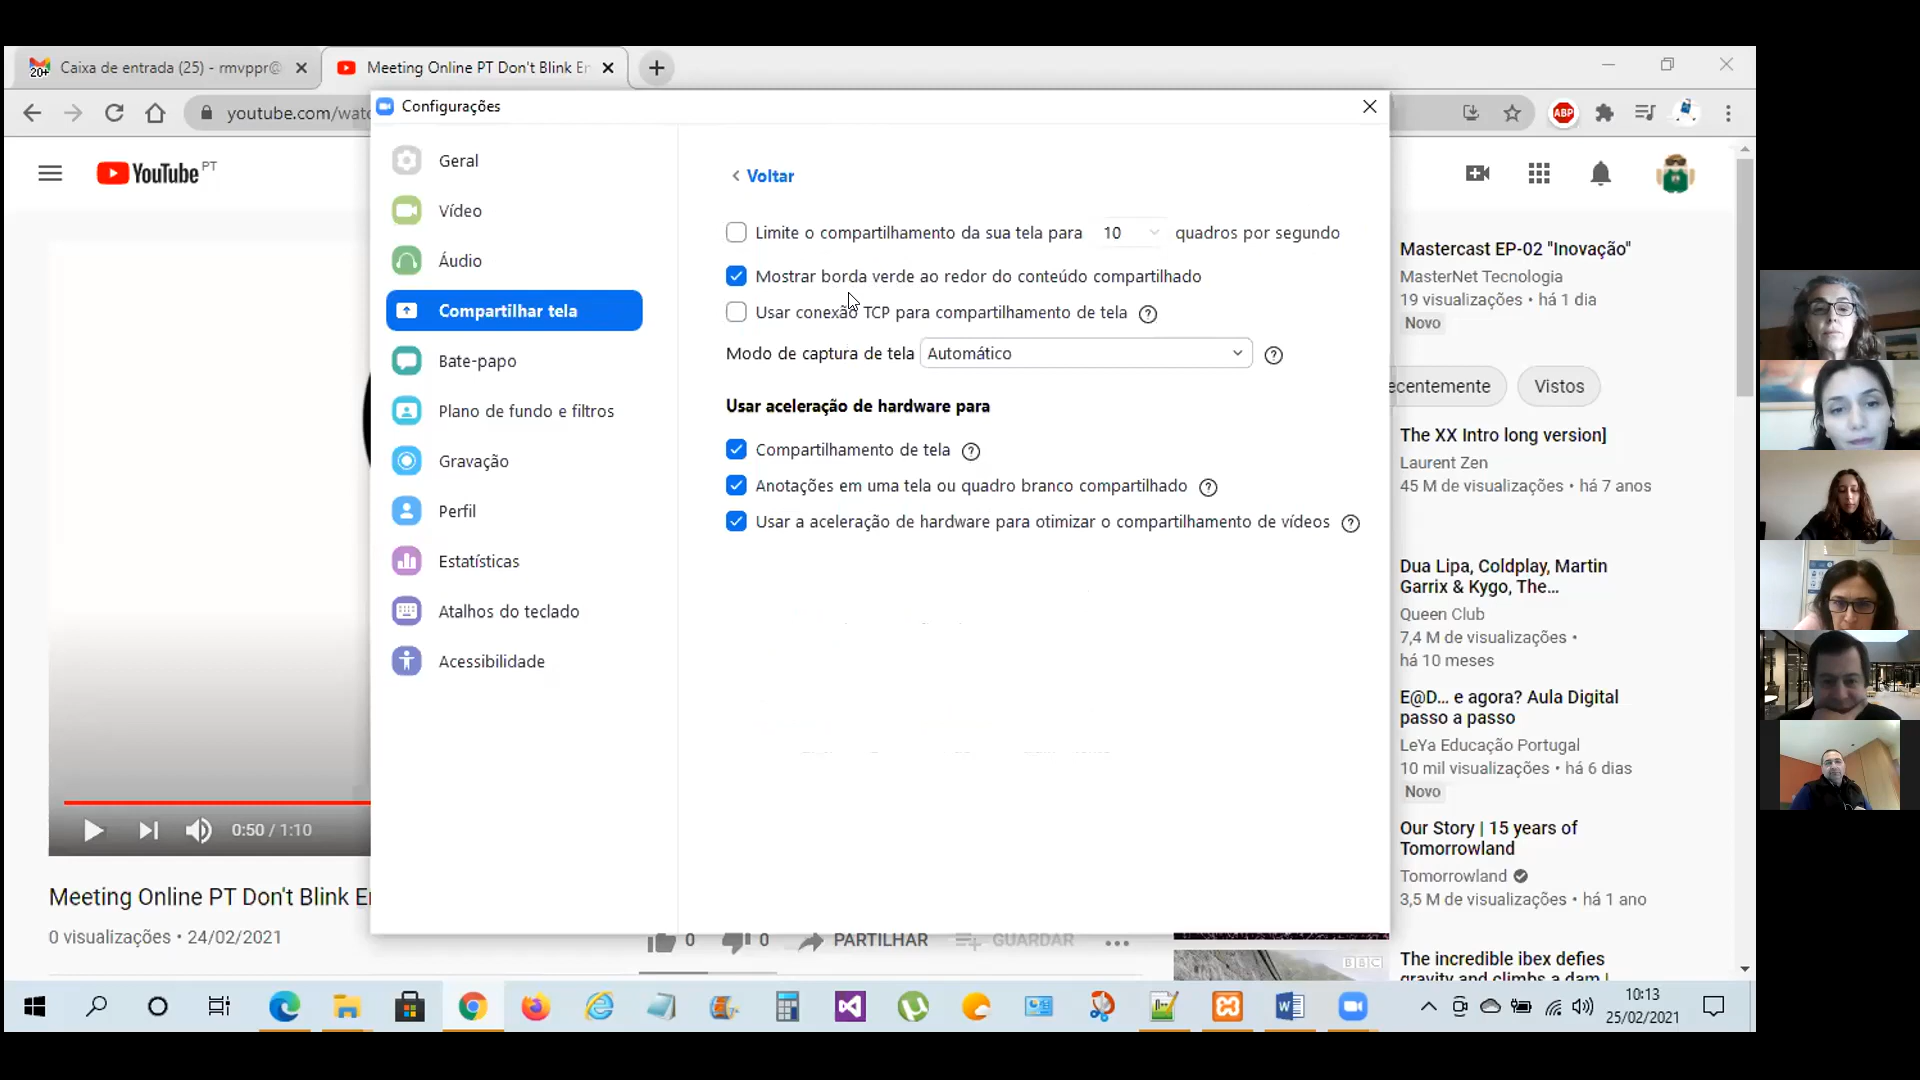 Caixa de entrada (25) - rmvppr@
Meeting Online PT Don't Blink En
20+
youtube.com/watc
ABP
Configurações
YouTube PT
Geral
Vídeo
Áudio
Compartilhar tela
Bate-papo
Plano de fundo e filtros
Gravação
Perfil
Estatísticas
Atalhos do teclado
Acessibilidade
Voltar
Limite o compartilhamento da sua tela para 10 quadros por segundo
Mostrar borda verde ao redor do conteúdo compartilhado
Usar conexão TCP para compartilhamento de tela
Modo de captura de tela Automático
Usar aceleração de hardware para
Compartilhamento de tela
Anotações em uma tela ou quadro branco compartilhado
Usar a aceleração de hardware para otimizar o compartilhamento de vídeos
Mastercast EP-02 "Inovação"
MasterNet Tecnologia
19 visualizações • há 1 dia
Novo
ecentemente
Vistos
The XX Intro long version]
Laurent Zen
45 M de visualizações • há 7 anos
Dua Lipa, Coldplay, Martin
Garrix & Kygo, The...
Queen Club
7,4 M de visualizações •
há 10 meses
E@D... e agora? Aula Digital
passo a passo
LeYa Educação Portugal
10 mil visualizações • há 6 dias
Novo
Our Story | 15 years of
Tomorrowland
Tomorrowland
3,5 M de visualizações • há 1 ano
BBC
The incredible ibex defies
gravity and climbs a dam |
0:50 / 1:10
Meeting Online PT Don't Blink E
0 visualizações • 24/02/2021
0
0
PARTILHAR
GUARDAR
10:13
25/02/2021